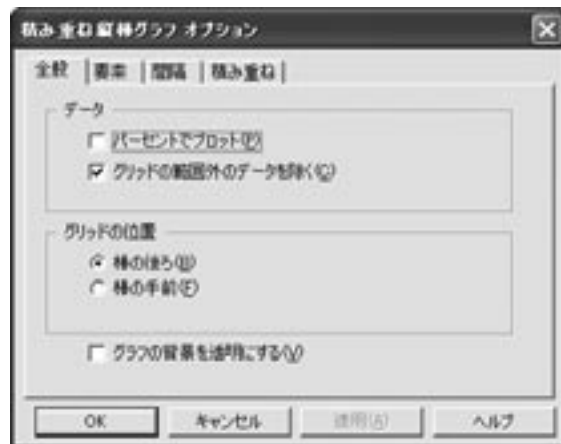 積み重ね縦棒グラフ オプション
全般 要素 間隔 積み重ね
データ
パーセントでプロット(P)
グリッドの範囲外のデータを除く(C)
グリッドの位置
棒の後ろ(B)
棒の手前(F)
グラフの背景を透明にする(V)
OK キャンセル 適用(A) ヘルプ